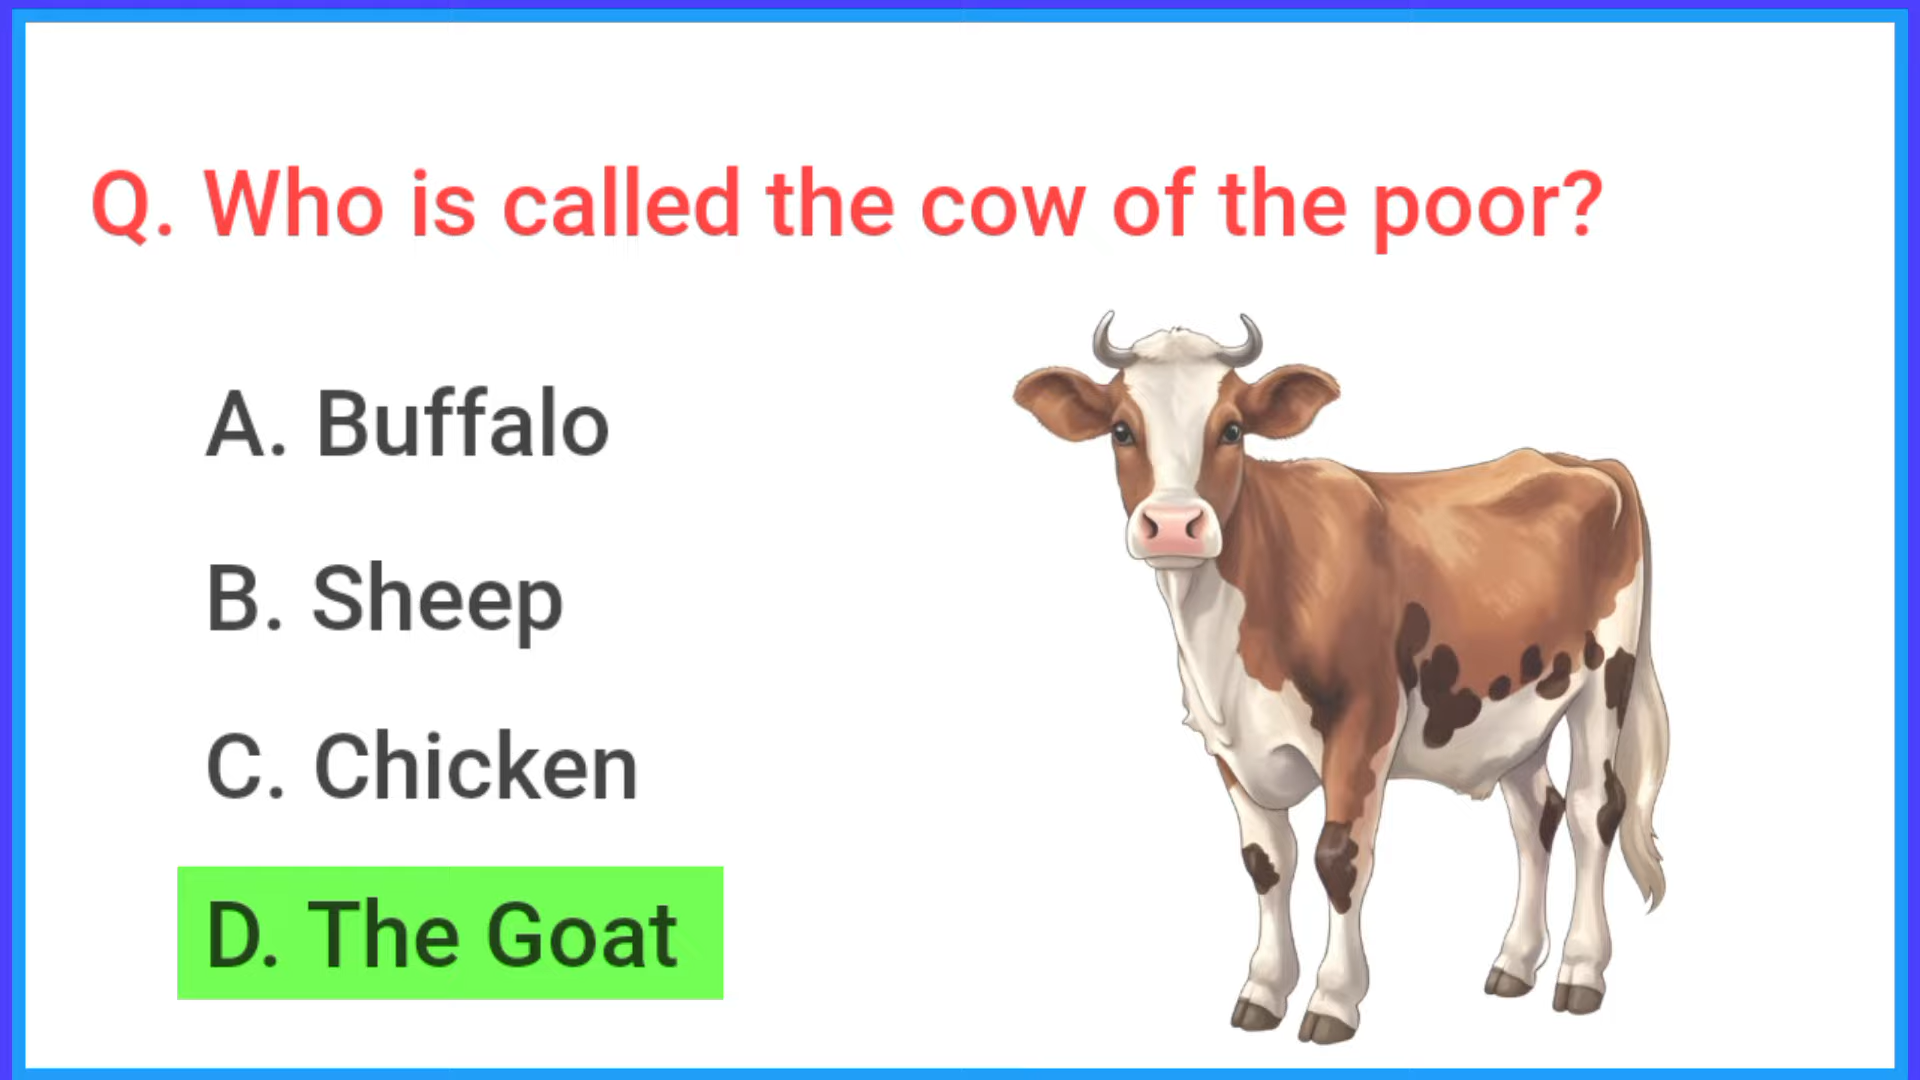 Q. Who is called the cow of the poor?
A. Buffalo
B. Sheep
C. Chicken
D. The Goat